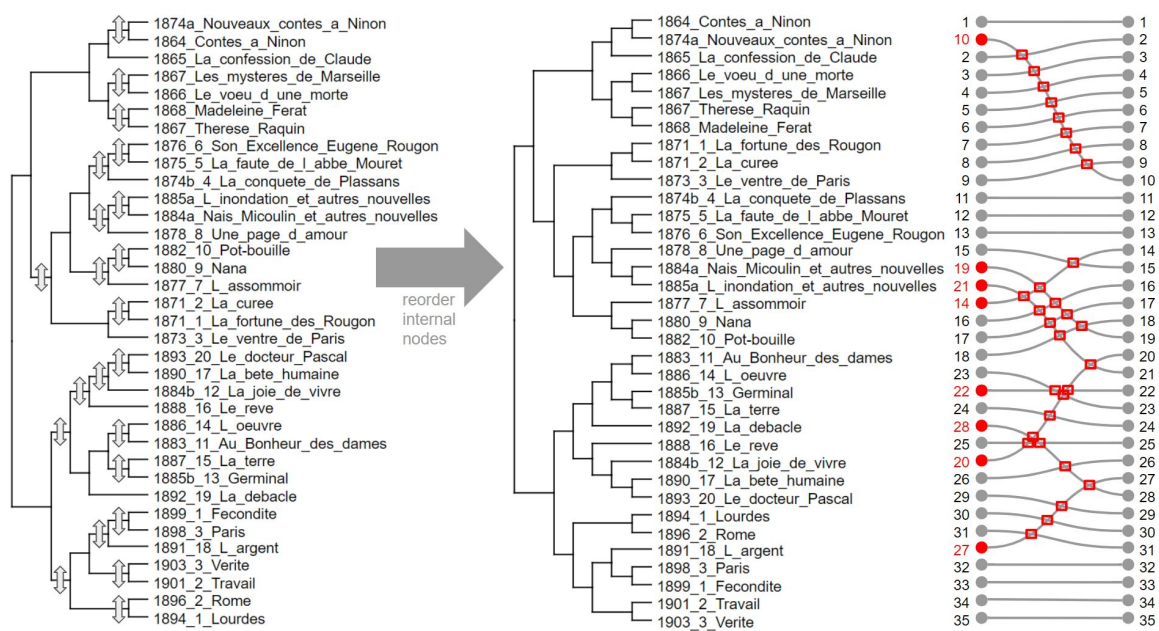 1874a_Nouveaux_contes_a_Ninon
1864_Contes_a_Ninon
1865_La_confession_de_Claude
1867_Les_mysteres_de_Marseille
1866_Le_voeu_d_une_morte
1868_Madeleine_Ferat
1867_Therese_Raquin
1876_6_Son_Excellence_Eugene_Rougon
1875_5_La_faute_de_l_abbe_Mouret
1874b_4_La_conquete_de_Plassans
1885a_L_inondation_et_autres_nouvelles
1884a_Nais_Micoulin_et_autres_nouvelles
1878_8_Une_page_d_amour
1882_10_Pot-bouille
1880_9_Nana
1877_7_L_assommoir
1871_2_La_curee
1871_1_La_fortune_des_Rougon
1873_3_Le_ventre_de_Paris
1893_20_Le_docteur_Pascal
1890_17_La_bete_humaine
1884b_12_La_joie_de_vivre
1888_16_Le_reve
1886_14_L_oeuvre
1883_11_Au_Bonheur_des_dames
1887_15_La_terre
1885b_13_Germinal
1892_19_La_debacle
1899_1_Fecondite
1898_3_Paris
1891_18_L_argent
1903_3_Verite
1901_2_Travail
1896_2_Rome
1894_1_Lourdes
reorder
internal
nodes
1864_Contes_a_Ninon
1874a_Nouveaux_contes_a_Ninon
1865_La_confession_de_Claude
1866_Le_voeu_d_une_morte
1867_Les_mysteres_de_Marseille
1867_Therese_Raquin
1868_Madeleine_Ferat
1871_1_La_fortune_des_Rougon
1871_2_La_curee
1873_3_Le_ventre_de_Paris
1874b_4_La_conquete_de_Plassans
1875_5_La_faute_de_l_abbe_Mouret
1876_6_Son_Excellence_Eugene_Rougon
1878_8_Une_page_d_amour
1884a_Nais_Micoulin_et_autres_nouvelles
1885a_L_inondation_et_autres_nouvelles
1877_7_L_assommoir
1880_9_Nana
1882_10_Pot-bouille
1883_11_Au_Bonheur_des_dames
1886_14_L_oeuvre
1885b_13_Germinal
1887_15_La_terre
1892_19_La_debacle
1888_16_Le_reve
1884b_12_La_joie_de_vivre
1890_17_La_bete_humaine
1893_20_Le_docteur_Pascal
1894_1_Lourdes
1896_2_Rome
1891_18_L_argent
1898_3_Paris
1899_1_Fecondite
1901_2_Travail
1903_3_Verite
1 1
10 2
2 3
3 4
4 5
5 6
6 7
7 8
8 9
9 10
11 11
12 12
13 13
15 14
19 15
21 16
14 17
16 18
17 19
18 20
23 21
22 22
24 23
28 24
25 25
20 26
26 27
29 28
30 29
31 30
27 31
32 32
33 33
34 34
35 35